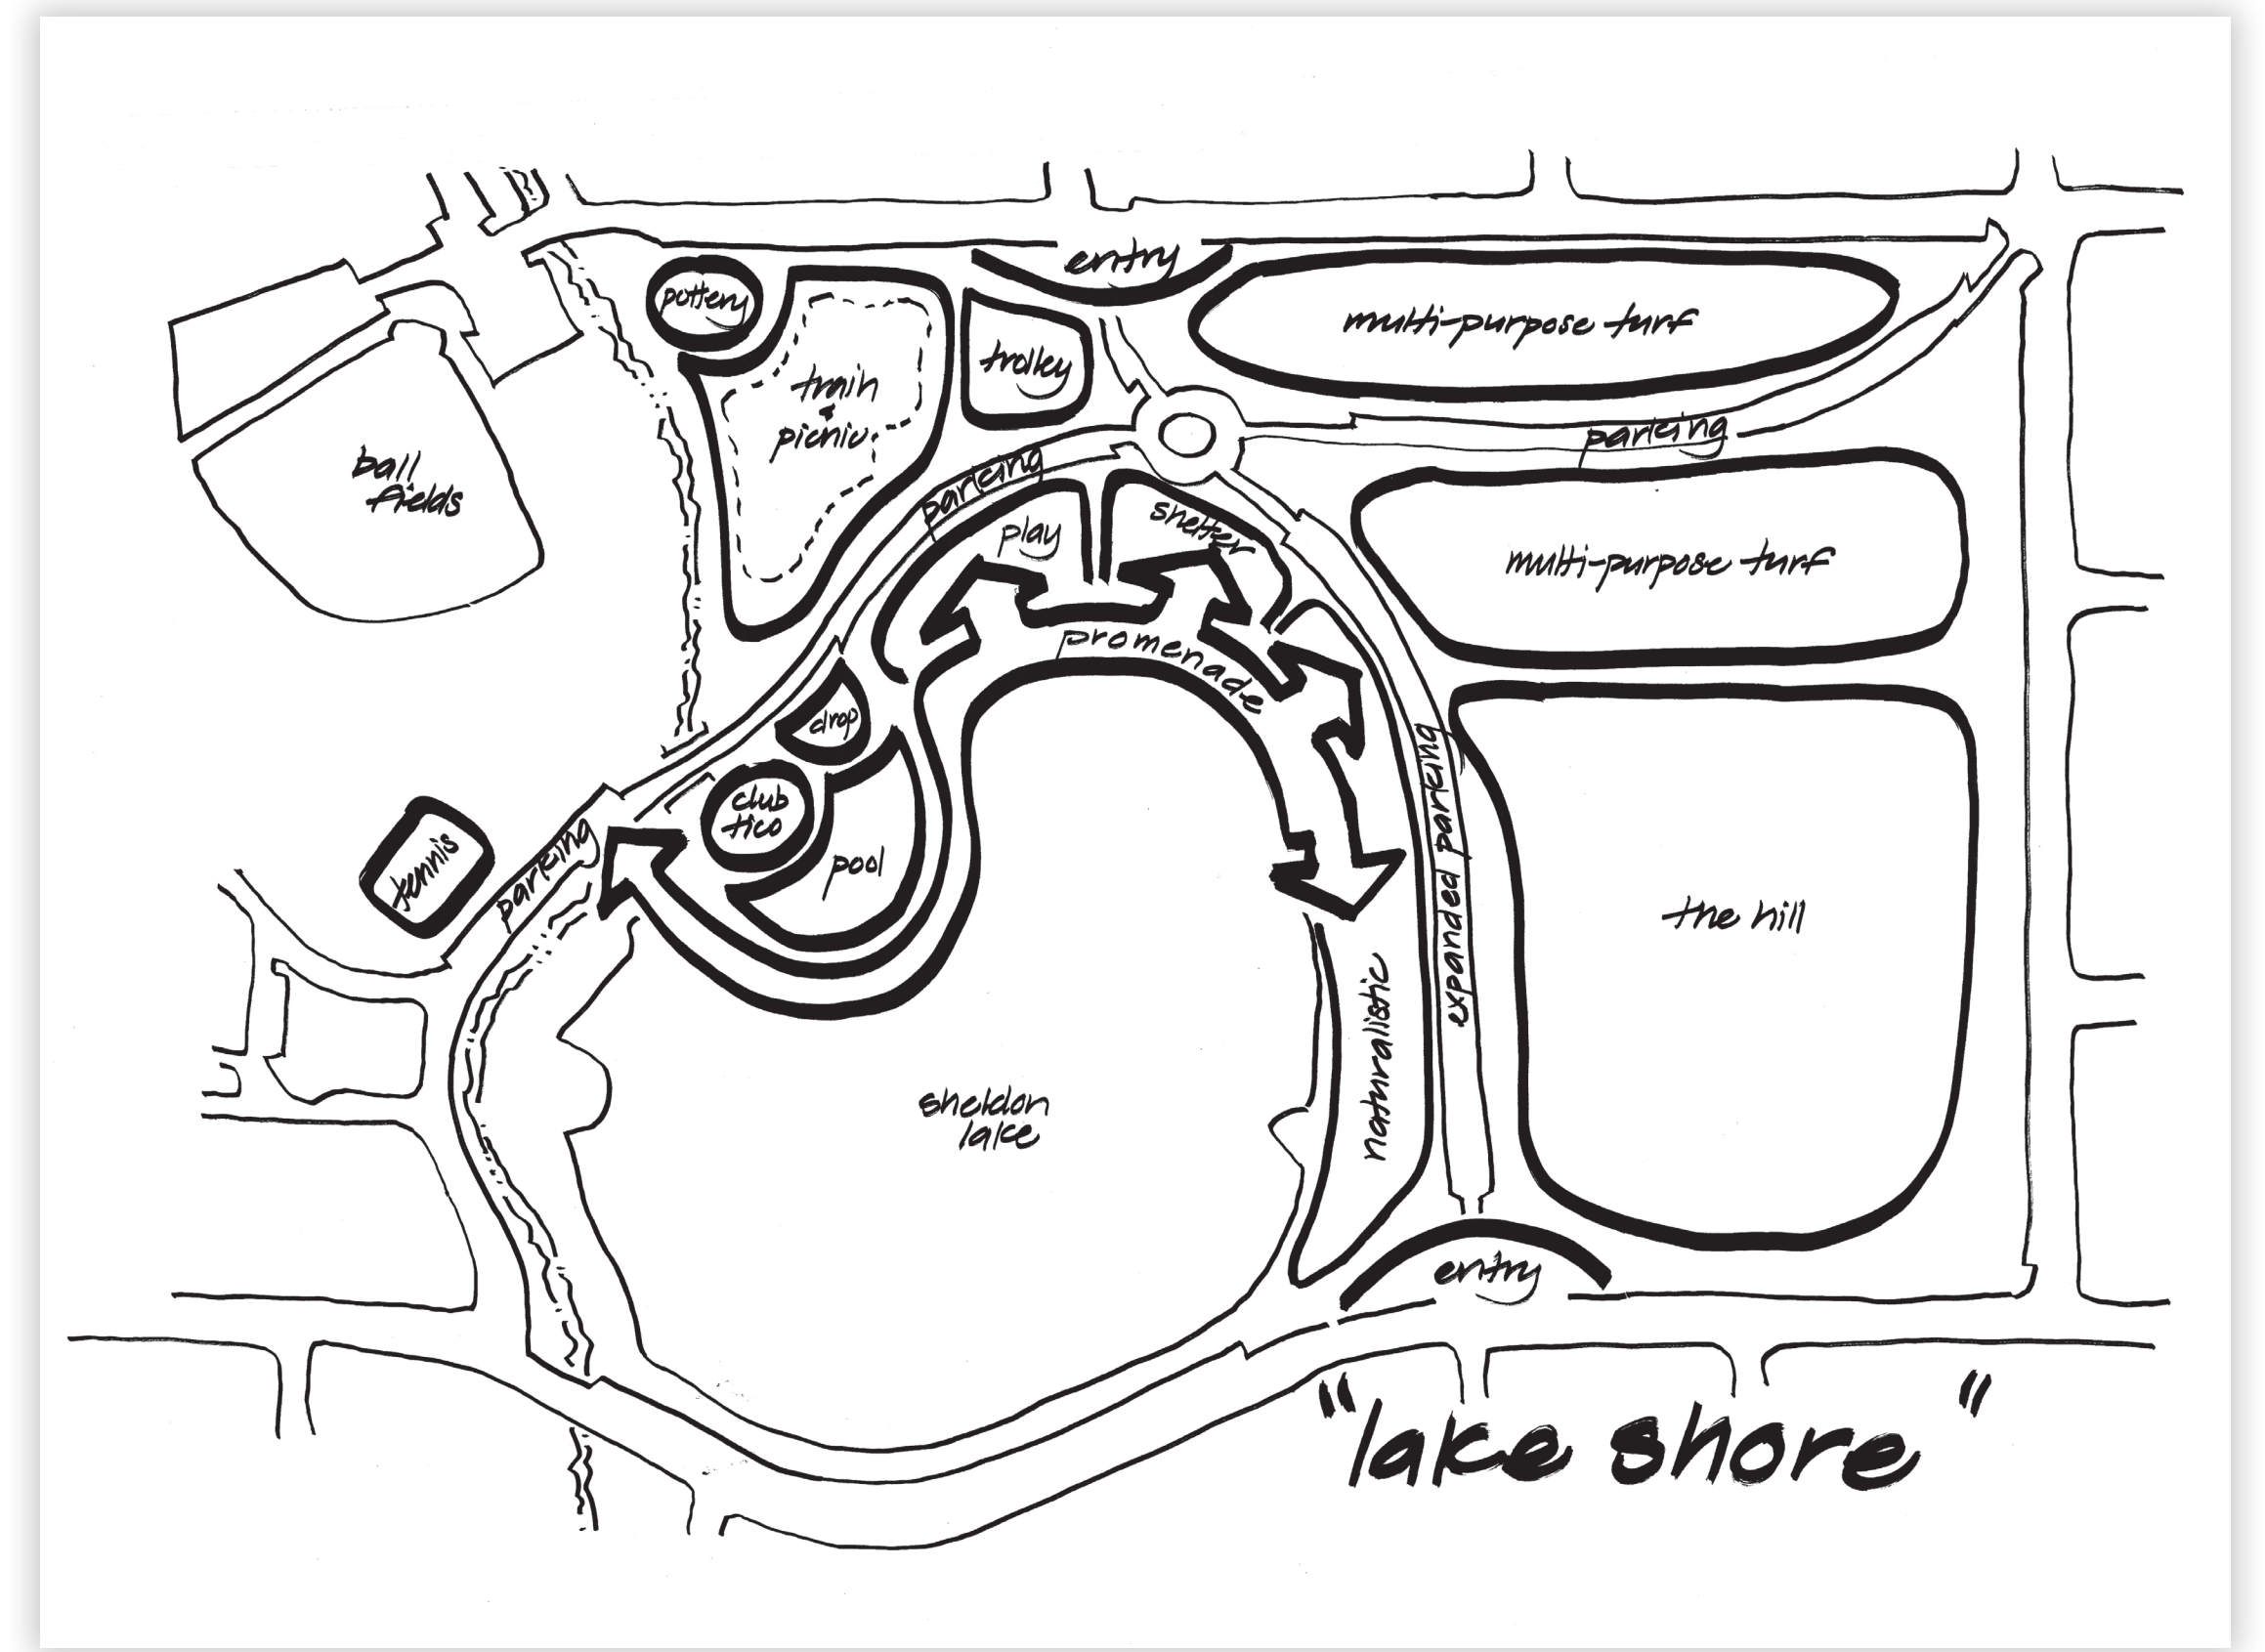 entry
pottery
multi-purpose turf
trolley
train
+
picnic
parking
parking
ball
fields
play
shelter
multi-purpose turf
promenade
drop
club
tico
pool
tennis
parking
expanded parking
the hill
naturalistic
sheldon
lake
entry
"lake shore"